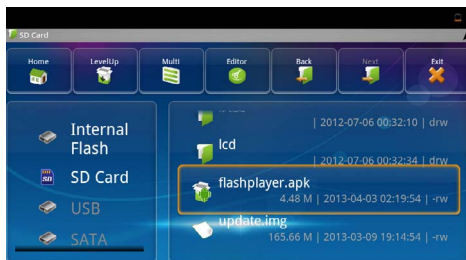 SD Card
Home LevelUp Multi Editor Back Next Exit
Internal Flash
SD Card
USB
SATA
| 2012-07-06 00:32:10 | drw
lcd
| 2012-07-06 00:32:34 | drw
flashplayer.apk
4.48 M | 2013-04-03 02:19:54 | -rw
update.img
165.66 M | 2013-03-09 19:14:54 | -rw